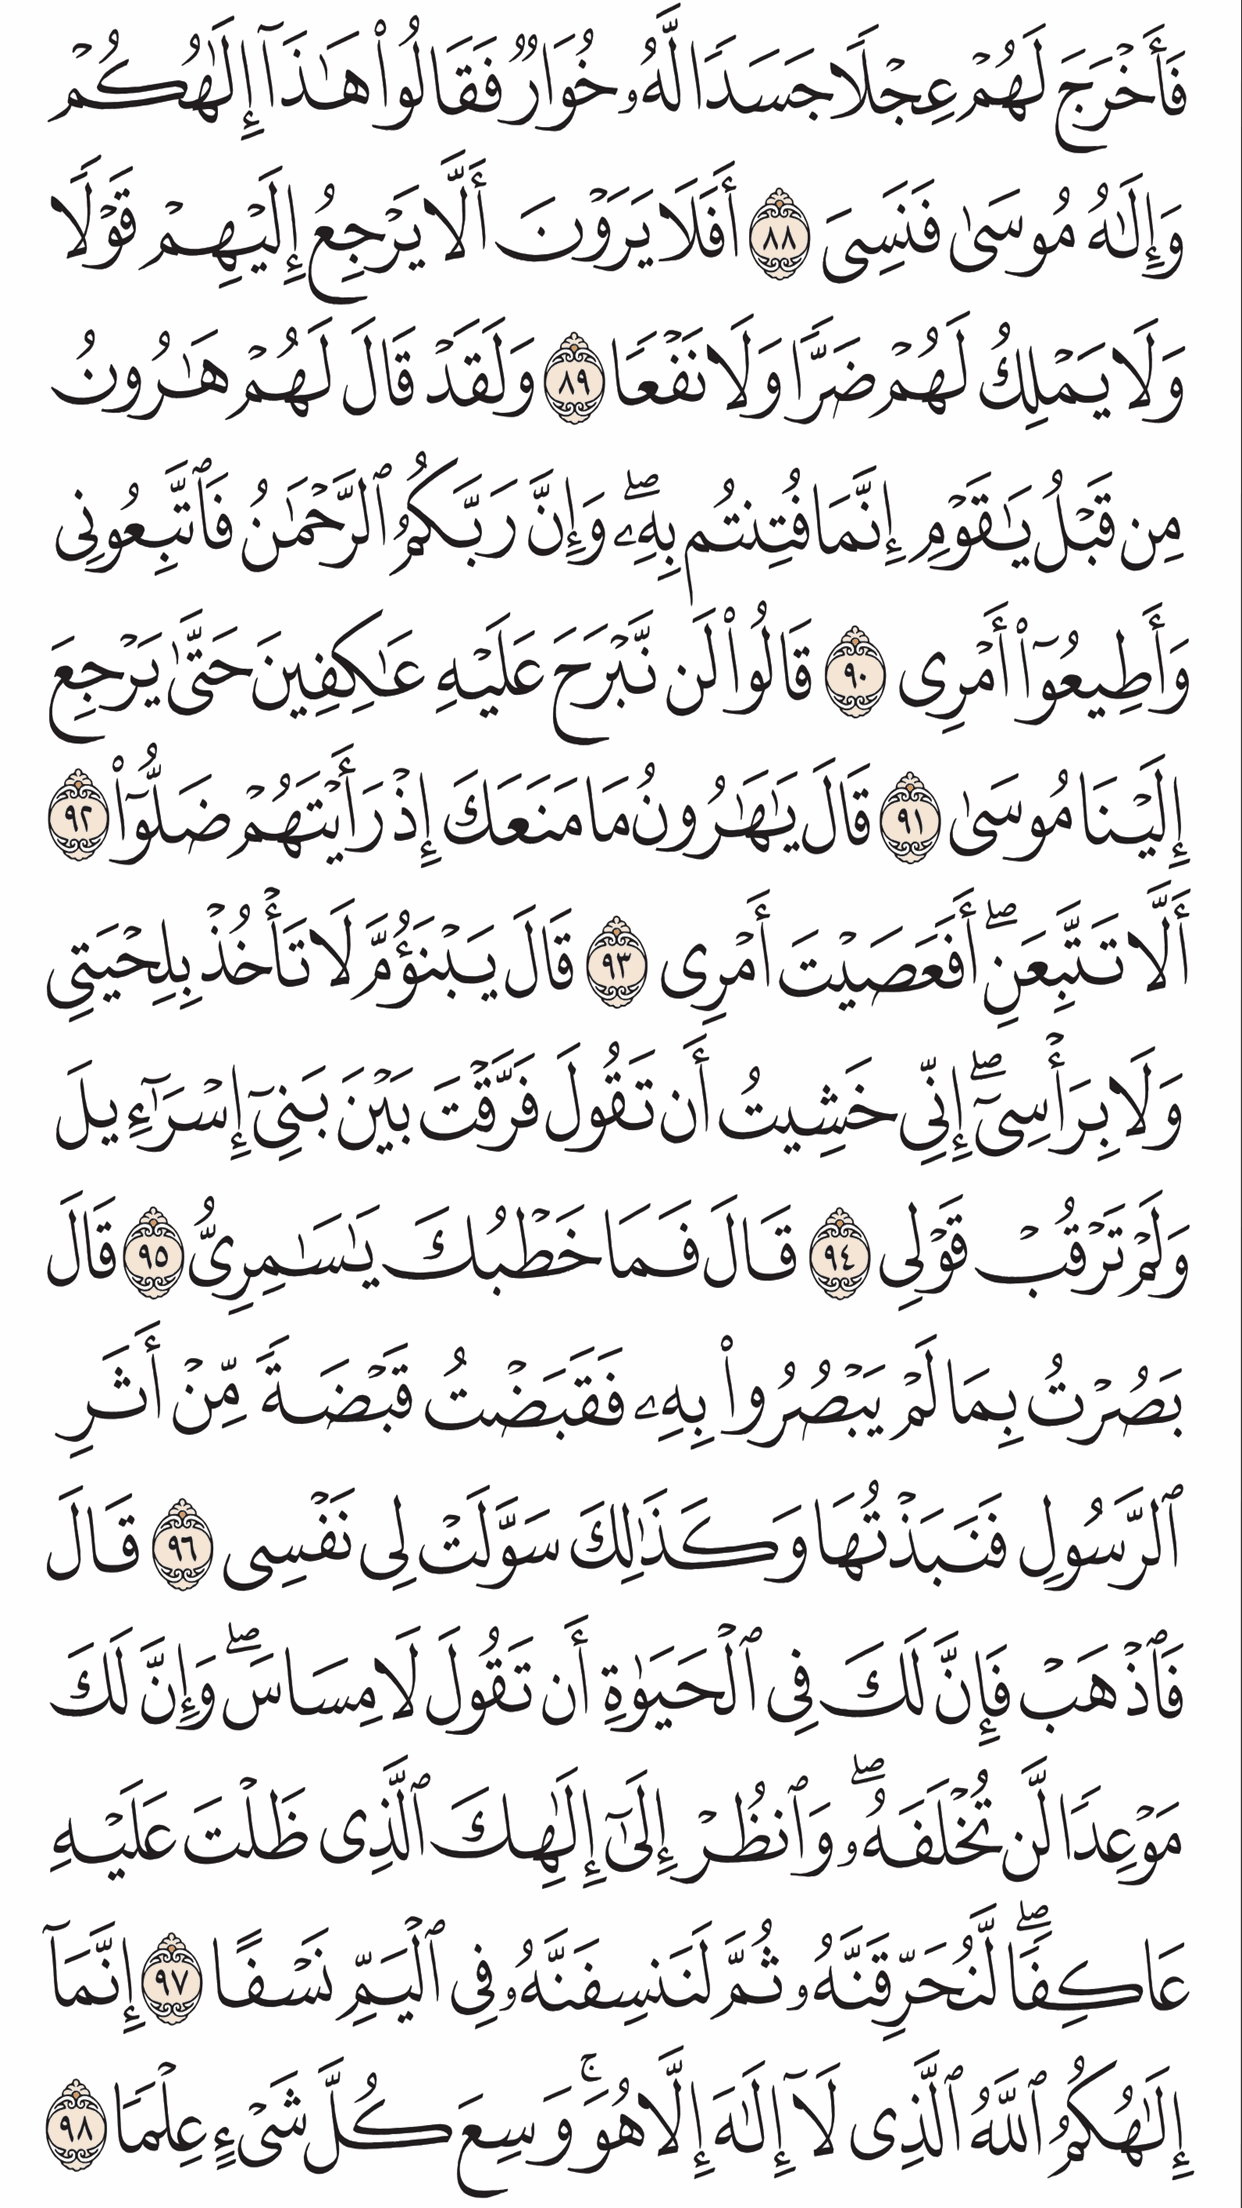 فَأَخْرَجَ لَهُمْ عِجْلًا جَسَدًا لَّهُۥ خُوَارٌ فَقَالُوا۟ هَٰذَآ إِلَٰهُكُمْ
وَإِلَٰهُ مُوسَىٰ فَنَسِىَ ٨٨ أَفَلَا يَرَوْنَ أَلَّا يَرْجِعُ إِلَيْهِمْ قَوْلًا
وَلَا يَمْلِكُ لَهُمْ ضَرًّا وَلَا نَفْعًا ٨٩ وَلَقَدْ قَالَ لَهُمْ هَٰرُونُ
مِن قَبْلُ يَٰقَوْمِ إِنَّمَا فُتِنتُم بِهِۦ ۖ وَإِنَّ رَبَّكُمُ ٱلرَّحْمَٰنُ فَٱتَّبِعُونِى
وَأَطِيعُوٓا۟ أَمْرِى ٩٠ قَالُوا۟ لَن نَّبْرَحَ عَلَيْهِ عَٰكِفِينَ حَتَّىٰ يَرْجِعَ
إِلَيْنَا مُوسَىٰ ٩١ قَالَ يَٰهَٰرُونُ مَا مَنَعَكَ إِذْ رَأَيْتَهُمْ ضَلُّوٓا۟ ٩٢
أَلَّا تَتَّبِعَنِ ۖ أَفَعَصَيْتَ أَمْرِى ٩٣ قَالَ يَبْنَؤُمَّ لَا تَأْخُذْ بِلِحْيَتِى
وَلَا بِرَأْسِىٓ ۖ إِنِّى خَشِيتُ أَن تَقُولَ فَرَّقْتَ بَيْنَ بَنِىٓ إِسْرَٰٓءِيلَ
وَلَمْ تَرْقُبْ قَوْلِى ٩٤ قَالَ فَمَا خَطْبُكَ يَٰسَٰمِرِىُّ ٩٥ قَالَ
بَصُرْتُ بِمَا لَمْ يَبْصُرُوا۟ بِهِۦ فَقَبَضْتُ قَبْضَةً مِّنْ أَثَرِ
ٱلرَّسُولِ فَنَبَذْتُهَا وَكَذَٰلِكَ سَوَّلَتْ لِى نَفْسِى ٩٦ قَالَ
فَٱذْهَبْ فَإِنَّ لَكَ فِى ٱلْحَيَوٰةِ أَن تَقُولَ لَا مِسَاسَ ۖ وَإِنَّ لَكَ
مَوْعِدًا لَّن تُخْلَفَهُۥ ۖ وَٱنظُرْ إِلَىٰٓ إِلَٰهِكَ ٱلَّذِى ظَلْتَ عَلَيْهِ
عَاكِفًا ۖ لَّنُحَرِّقَنَّهُۥ ثُمَّ لَنَنسِفَنَّهُۥ فِى ٱلْيَمِّ نَسْفًا ٩٧ إِنَّمَآ
إِلَٰهُكُمُ ٱللَّهُ ٱلَّذِى لَآ إِلَٰهَ إِلَّا هُوَ ۚ وَسِعَ كُلَّ شَىْءٍ عِلْمًا ٩٨